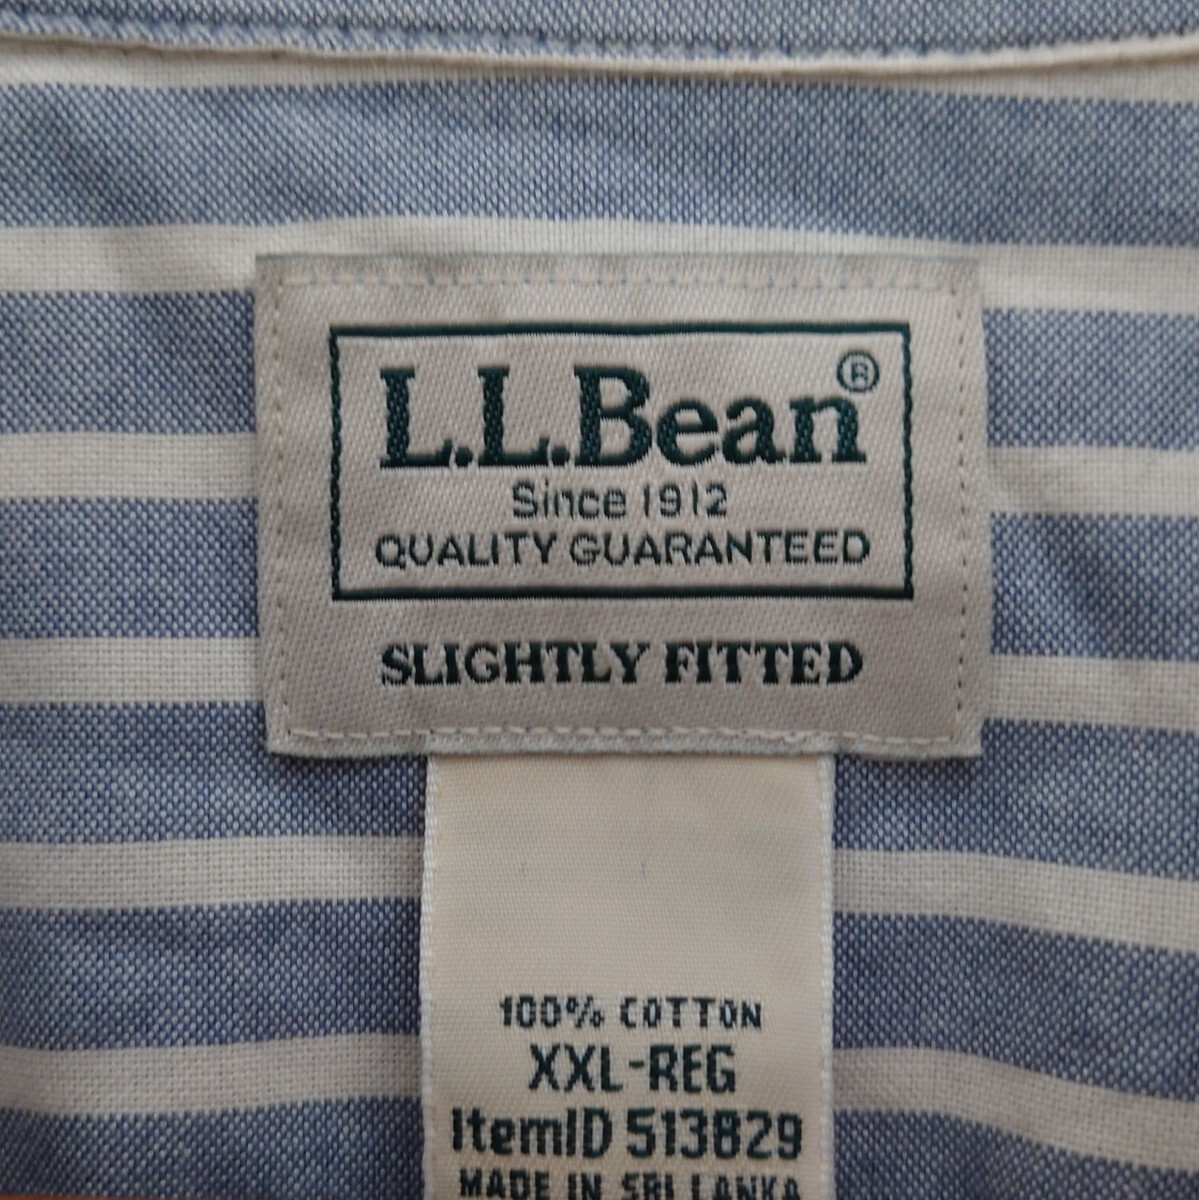 L.L.Bean®
Since 1912
QUALITY GUARANTEED
SLIGHTLY FITTED
100% COTTON
XXL-REG
ItemID 513829
MADE IN SRI LANKA